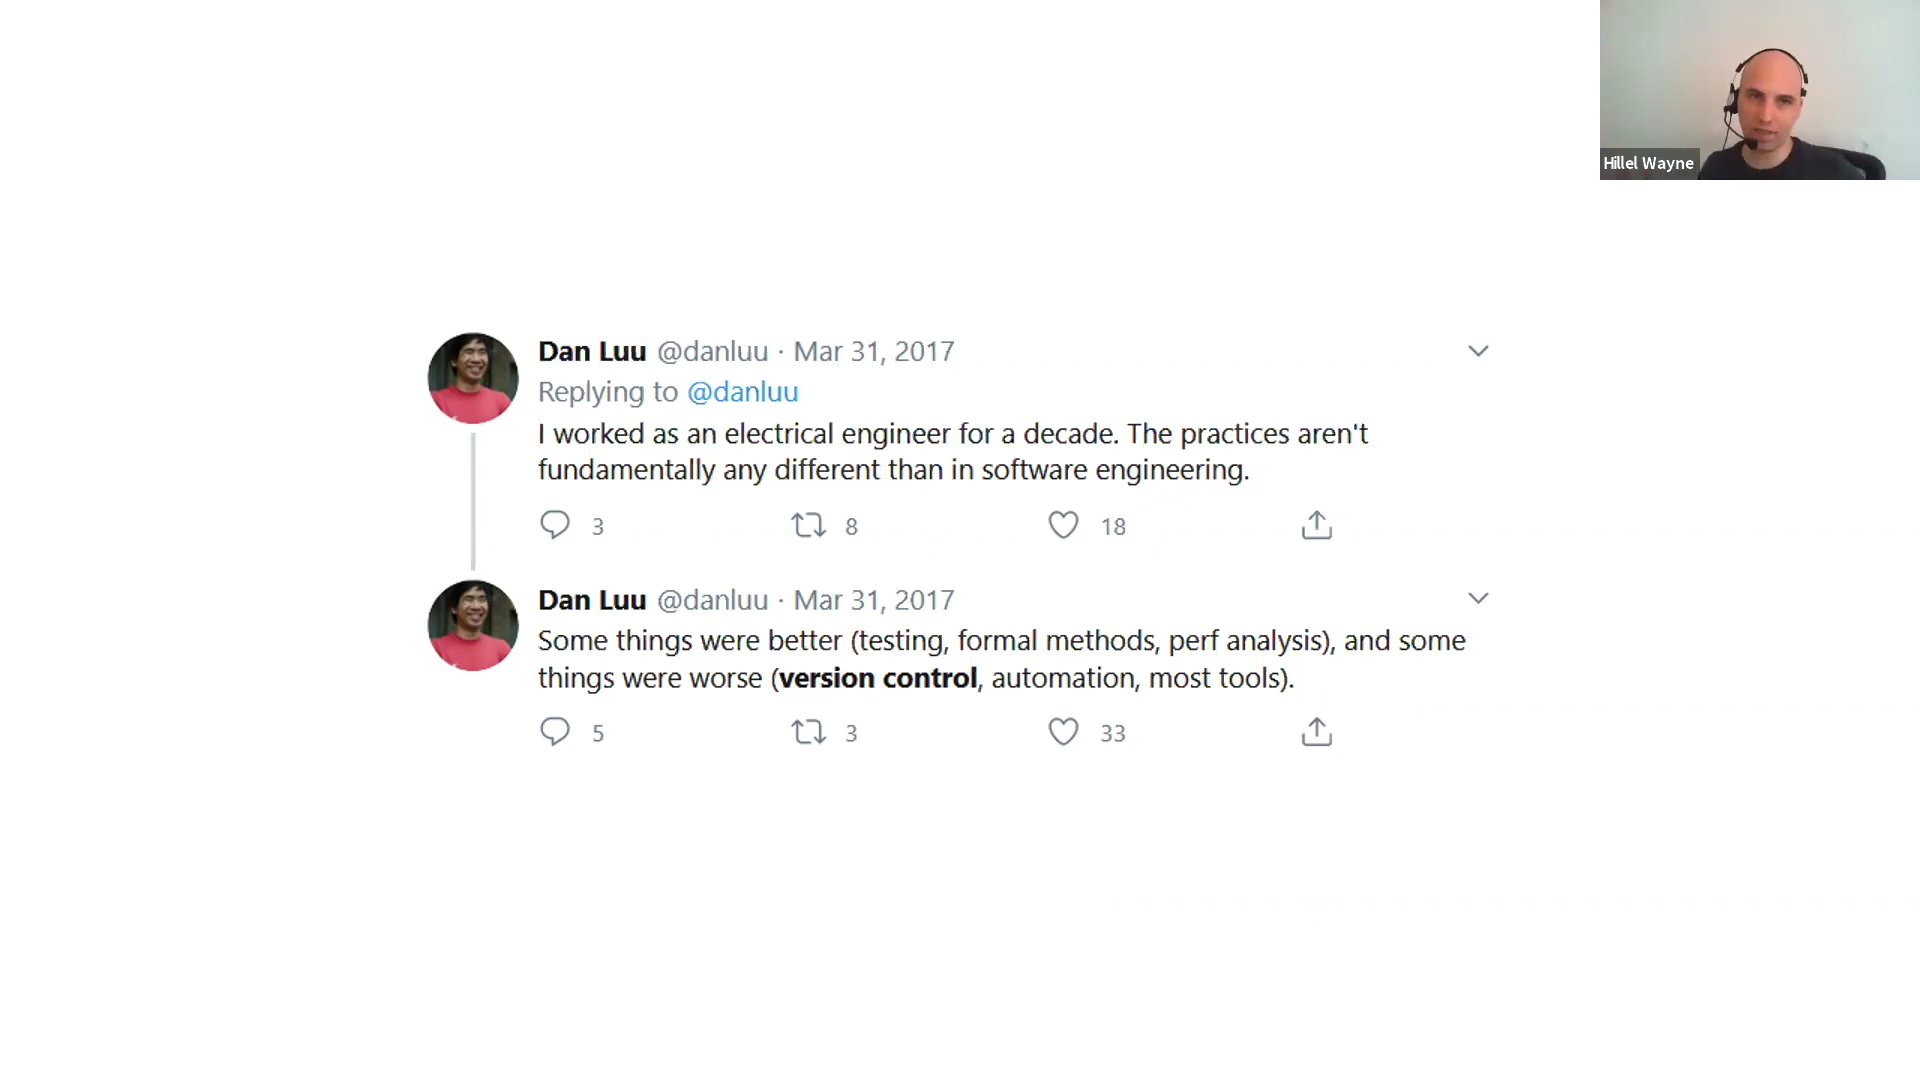 Hillel Wayne
Dan Luu @danluu · Mar 31, 2017
Replying to @danluu
I worked as an electrical engineer for a decade. The practices aren't
fundamentally any different than in software engineering.
3 8 18
Dan Luu @danluu · Mar 31, 2017
Some things were better (testing, formal methods, perf analysis), and some
things were worse (version control, automation, most tools).
5 3 33